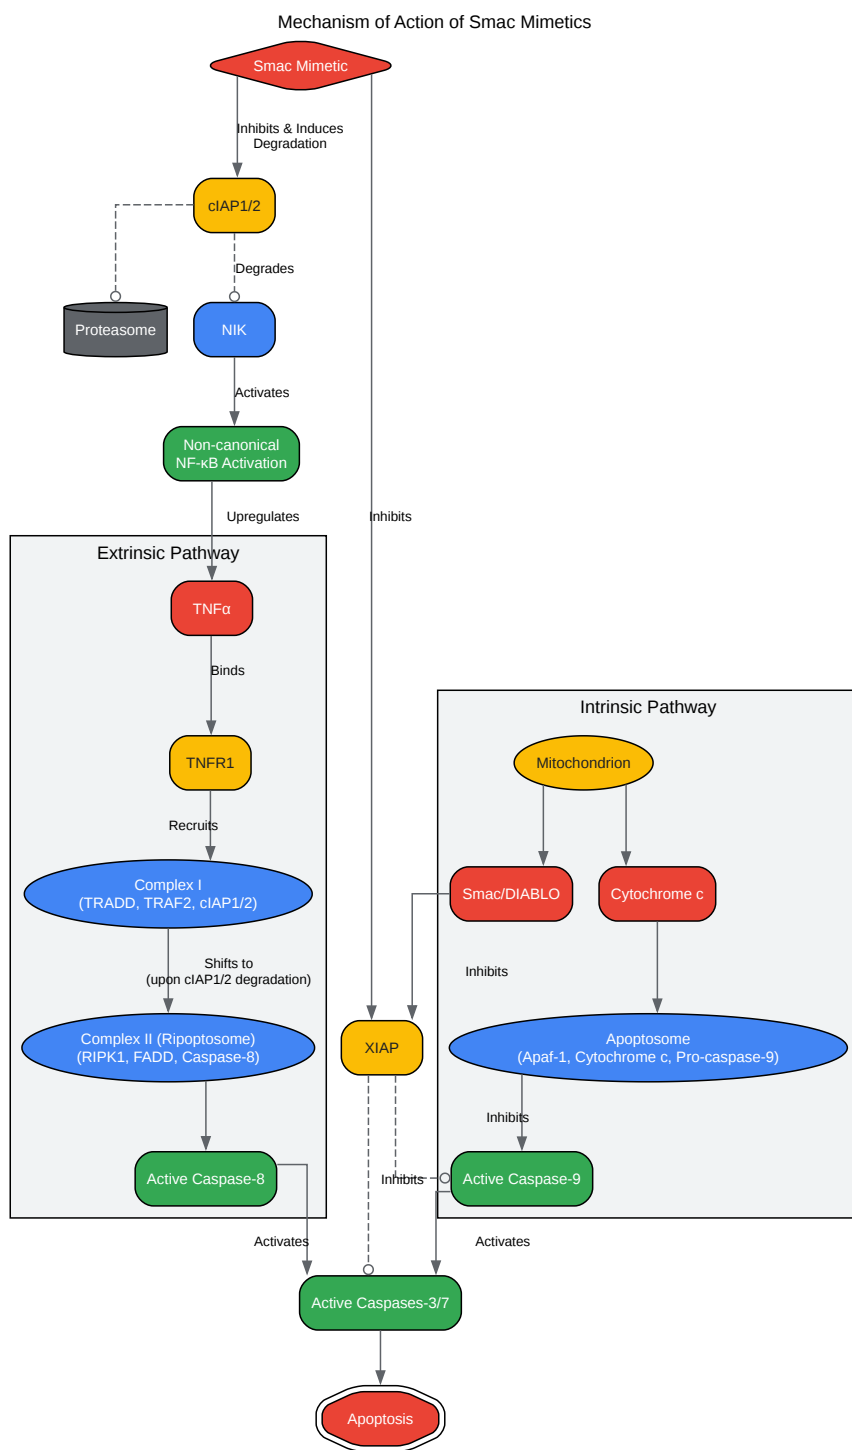 Mechanism of Action of Smac Mimetics
Smac Mimetic
Inhibits & Induces
Degradation
cIAP1/2
Degrades
Proteasome
NIK
Activates
Non-canonical
NF-κB Activation
Upregulates
Inhibits
Extrinsic Pathway
TNFα
Binds
TNFR1
Recruits
Complex I
(TRADD, TRAF2, cIAP1/2)
Shifts to
(upon cIAP1/2 degradation)
Complex II (Ripoptosome)
(RIPK1, FADD, Caspase-8)
Active Caspase-8
Activates
Intrinsic Pathway
Mitochondrion
Smac/DIABLO
Cytochrome c
Inhibits
XIAP
Apoptosome
(Apaf-1, Cytochrome c, Pro-caspase-9)
Inhibits
Inhibits
Active Caspase-9
Activates
Active Caspases-3/7
Apoptosis